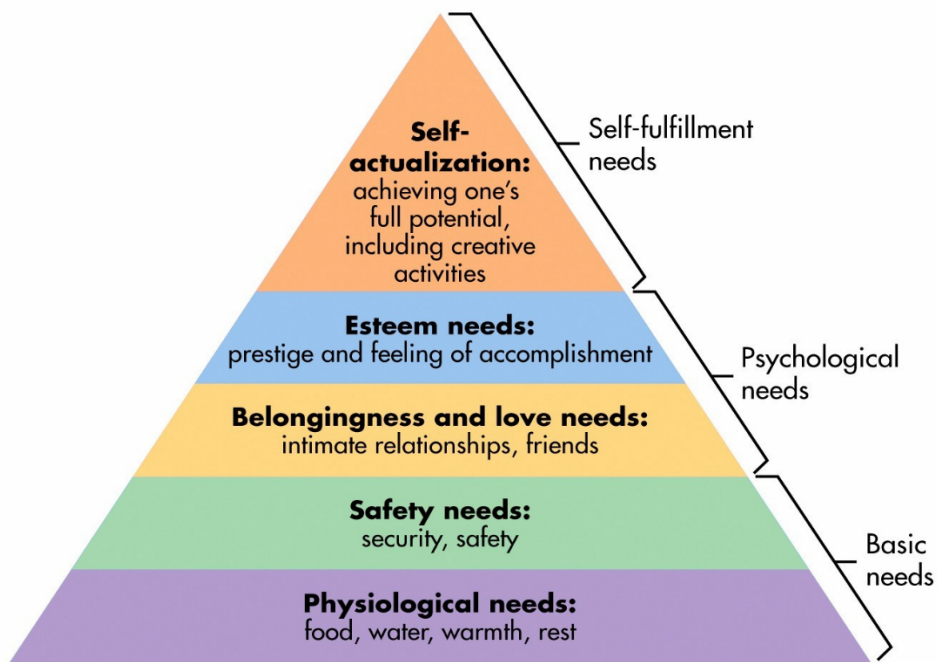 Self-
actualization:
achieving one's
full potential,
including creative
activities
Self-fulfillment
needs
Esteem needs:
prestige and feeling of accomplishment
Psychological
needs
Belongingness and love needs:
intimate relationships, friends
Safety needs:
security, safety
Basic
needs
Physiological needs:
food, water, warmth, rest